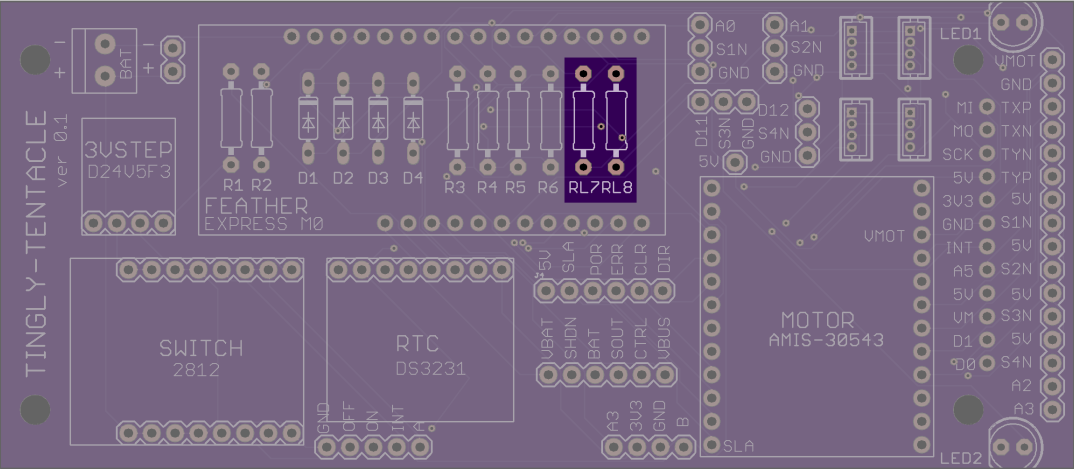 BAT
TINGLY-TENTACLE
ver 0.1
3VSTEP
D24V5F3
R1 R2
D1 D2 D3 D4
R3 R4 R5 R6
RL7RL8
FEATHER
EXPRESS M0
SWITCH
2812
RTC
DS3231
GND
OFF
ON
INT
A
5V
SLA
POR
ERR
CLR
DIR
VBAT
SHDN
BAT
SOUT
CTRL
VBUS
A3
3V3
GND
B
A0
S1N
GND
A1
S2N
GND
D11
S3N
5V
D12
S4N
GND
VMOT
MOTOR
AMIS-30543
SLA
LED1
LED2
VMOT
GND
MI TXP
MO TXN
SCK TYN
5V TYP
3V3 5V
GND S1N
INT 5V
A5 S2N
5V 5V
VM S3N
D1 5V
D0 S4N
A2
A3